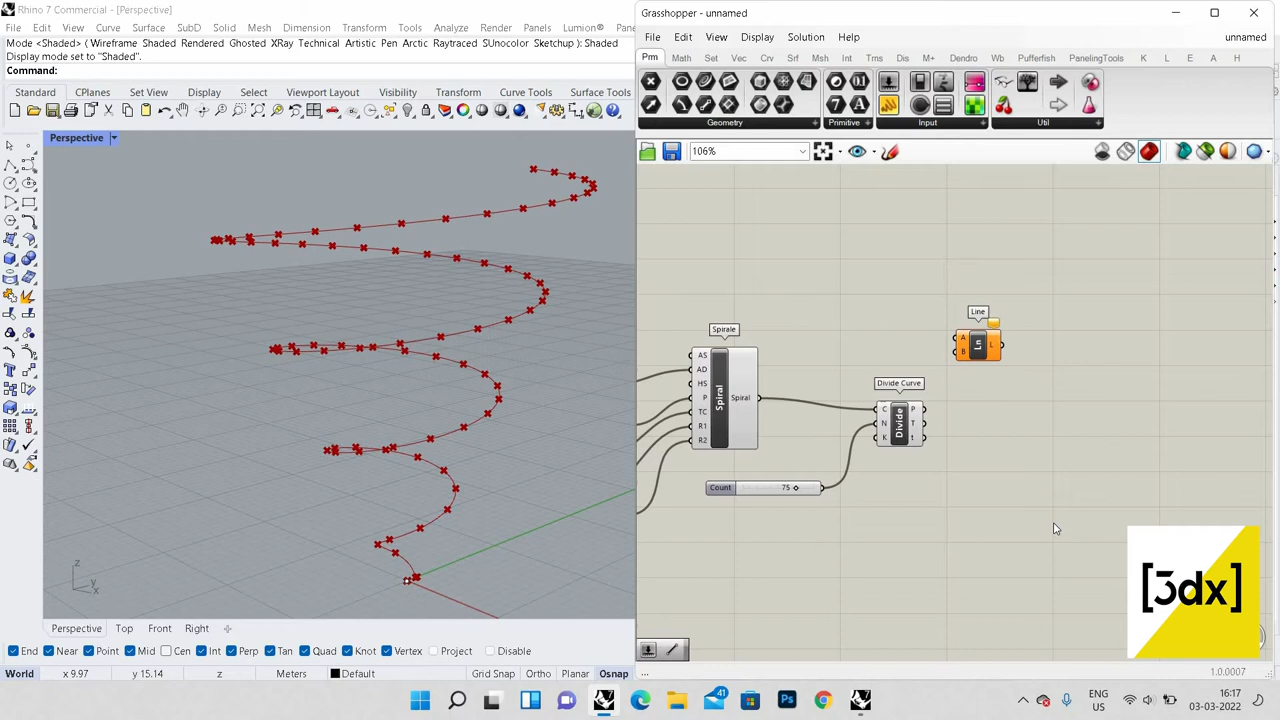 Rhino 7 Commercial - [Perspective]
File Edit View Curve Surface SubD Solid Mesh Dimension Transform Tools Analyze Render Panels Lumion® Pane
Mode <Shaded> ( Wireframe Shaded Rendered Ghosted XRay Technical Artistic Pen Arctic Raytraced SUnocolor Sketchup ): Shaded
Display mode set to "Shaded".
Command:
Standard CPlanes Set View Display Select Viewport Layout Visibility Transform Curve Tools Surface Tools
Perspective
z
y
x
Perspective Top Front Right
End Near Point Mid Cen Int Perp Tan Quad Knot Vertex Project Disable
World x 9.97 y 15.14 z Meters Default Grid Snap Ortho Planar Osnap
Grasshopper - unnamed
File Edit View Display Solution Help unnamed
Prm Math Set Vec Crv Srf Msh Int Trns Dis M+ Dendro Wb Pufferfish PanelingTools K L E A H
Geometry Primitive Input Util
106%
Line
A
B
Ln
L
Spirale
AS
AD
HS
P
TC
R1
R2
Spiral
Spiral
Divide Curve
C
N
K
Divide
P
T
t
Count 75
[3dx]
...
1.0.0007
41
Ps
ENG
US
16:17
03-03-2022